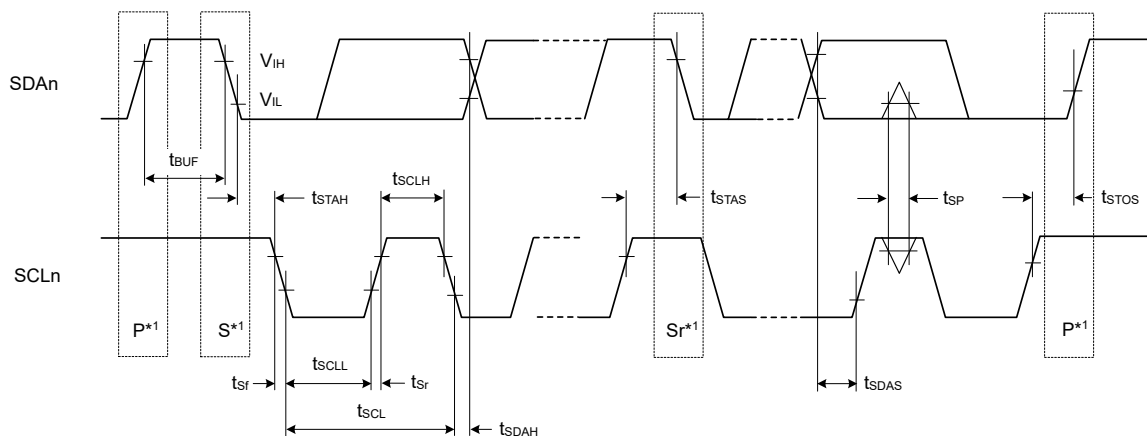 SDAn
VIH
VIL
tBUF
tSTAH
tSCLH
tSTAS
tSP
tSTOS
SCLn
P*1
S*1
Sr*1
P*1
tSf
tSCLL
tSr
tSDAS
tSCL
tSDAH